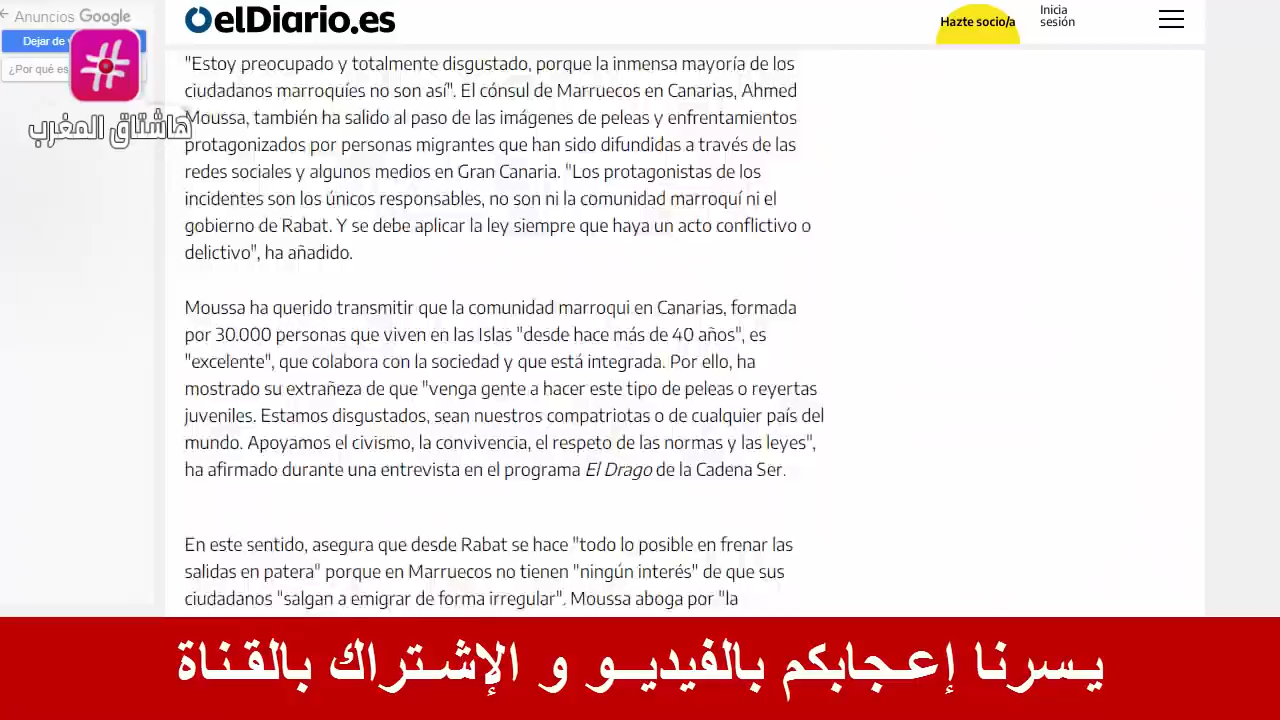 Anuncios Google
Dejar de
¿Por qué es
هاشتاق المغرب
elDiario.es
Hazte socio/a
Inicia
sesión
"Estoy preocupado y totalmente disgustado, porque la inmensa mayoría de los
ciudadanos marroquíes no son así". El cónsul de Marruecos en Canarias, Ahmed
Moussa, también ha salido al paso de las imágenes de peleas y enfrentamientos
protagonizados por personas migrantes que han sido difundidas a través de las
redes sociales y algunos medios en Gran Canaria. "Los protagonistas de los
incidentes son los únicos responsables, no son ni la comunidad marroquí ni el
gobierno de Rabat. Y se debe aplicar la ley siempre que haya un acto conflictivo o
delictivo", ha añadido.
Moussa ha querido transmitir que la comunidad marroqui en Canarias, formada
por 30.000 personas que viven en las Islas "desde hace más de 40 años", es
"excelente", que colabora con la sociedad y que está integrada. Por ello, ha
mostrado su extrañeza de que "venga gente a hacer este tipo de peleas o reyertas
juveniles. Estamos disgustados, sean nuestros compatriotas o de cualquier país del
mundo. Apoyamos el civismo, la convivencia, el respeto de las normas y las leyes",
ha afirmado durante una entrevista en el programa El Drago de la Cadena Ser.
En este sentido, asegura que desde Rabat se hace "todo lo posible en frenar las
salidas en patera" porque en Marruecos no tienen "ningún interés" de que sus
ciudadanos "salgan a emigrar de forma irregular". Moussa aboga por "la
يسرنا إعجابكم بالفيديو و الإشتراك بالقناة